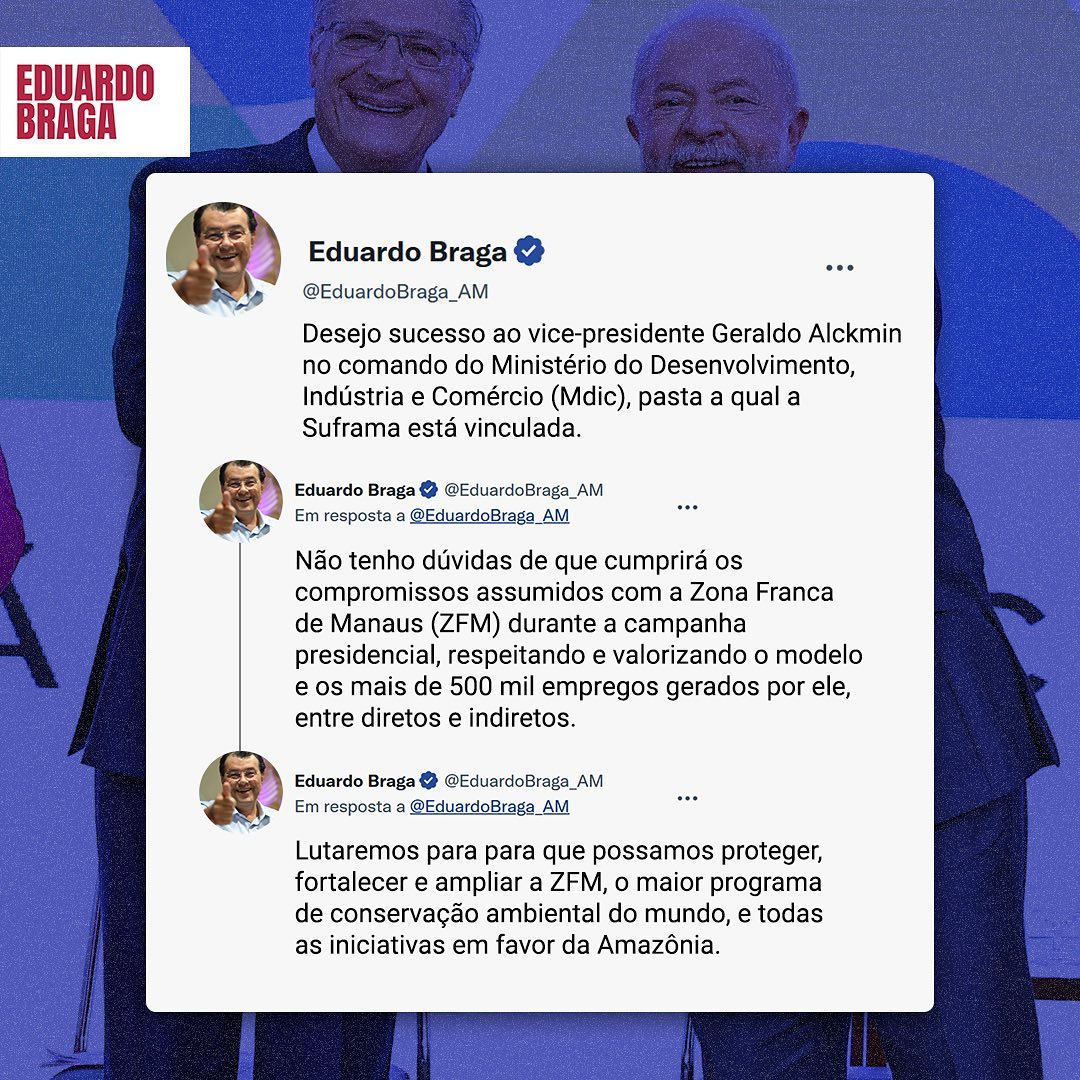 EDUARDO
BRAGA
Eduardo Braga
@EduardoBraga_AM
Desejo sucesso ao vice-presidente Geraldo Alckmin
no comando do Ministério do Desenvolvimento,
Indústria e Comércio (Mdic), pasta a qual a
Suframa está vinculada.
Eduardo Braga @EduardoBraga_AM
Em resposta a @EduardoBraga_AM
Não tenho dúvidas de que cumprirá os
compromissos assumidos com a Zona Franca
de Manaus (ZFM) durante a campanha
presidencial, respeitando e valorizando o modelo
e os mais de 500 mil empregos gerados por ele,
entre diretos e indiretos.
Eduardo Braga @EduardoBraga_AM
Em resposta a @EduardoBraga_AM
Lutaremos para para que possamos proteger,
fortalecer e ampliar a ZFM, o maior programa
de conservação ambiental do mundo, e todas
as iniciativas em favor da Amazônia.